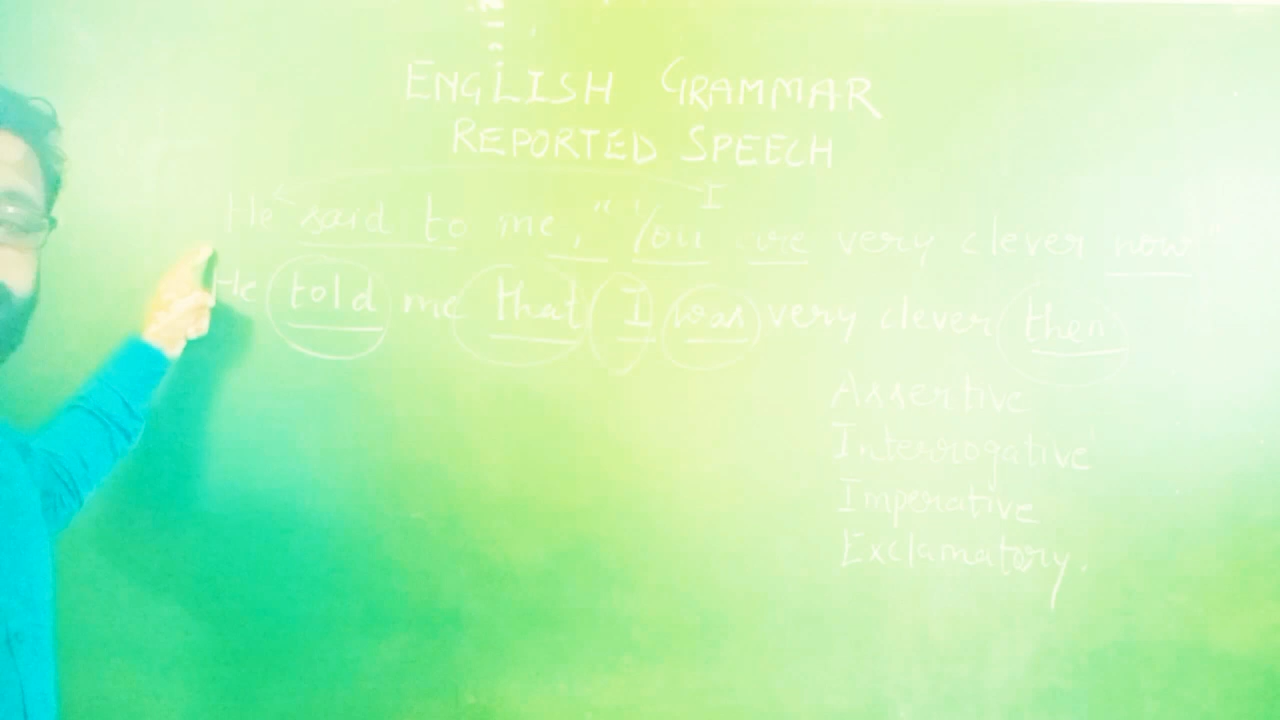 ENGLISH GRAMMAR
REPORTED SPEECH
I
He said to me, "You are very clever now"
He told me that I was very clever then
Assertive
Interrogative
Imperative
Exclamatory.